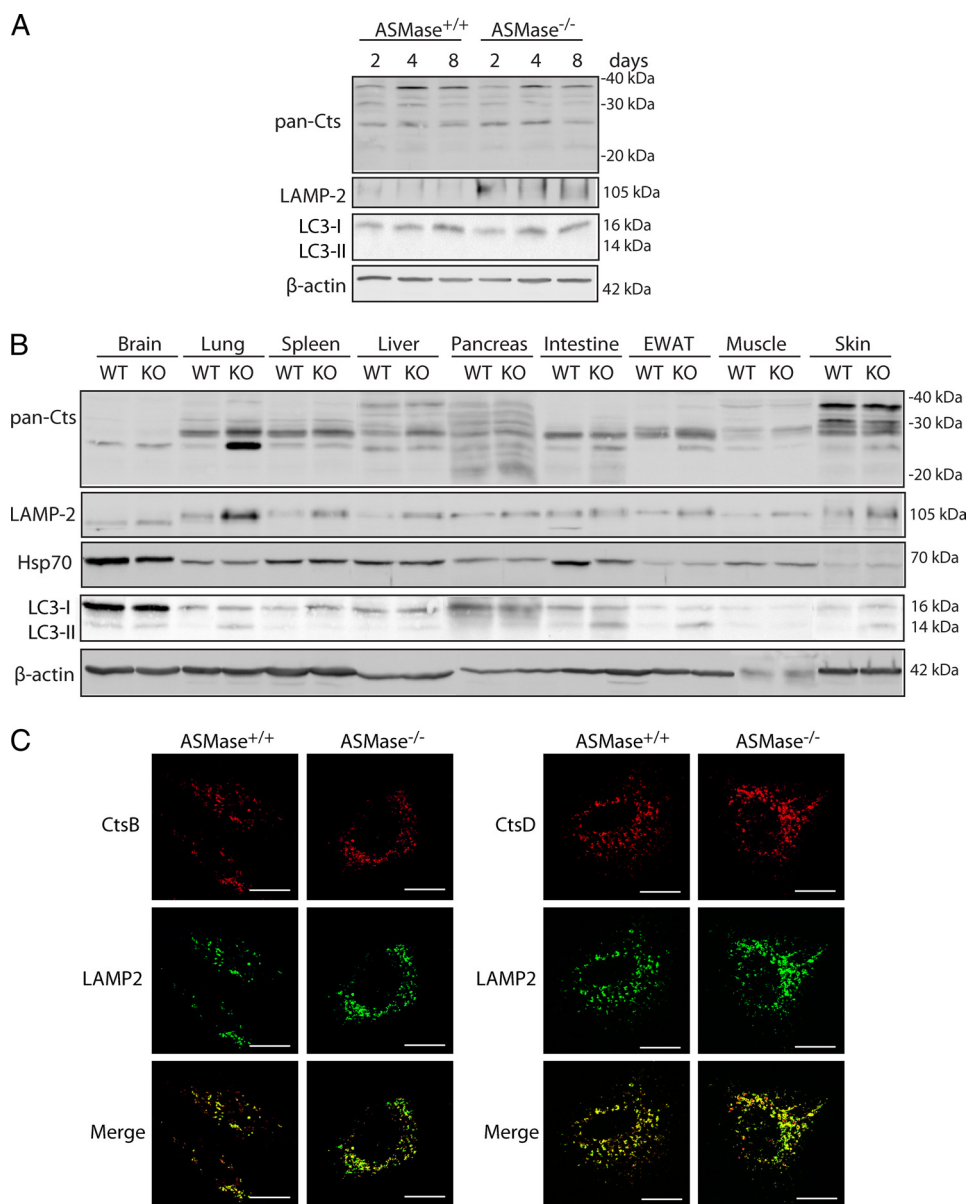 A
ASMase+/+ ASMase-/-
2 4 8 2 4 8 days
pan-Cts
-40 kDa
-30 kDa
-20 kDa
LAMP-2 105 kDa
LC3-I 16 kDa
LC3-II 14 kDa
β-actin 42 kDa
B
Brain Lung Spleen Liver Pancreas Intestine EWAT Muscle Skin
WT KO WT KO WT KO WT KO WT KO WT KO WT KO WT KO WT KO
pan-Cts
-40 kDa
-30 kDa
-20 kDa
LAMP-2 105 kDa
Hsp70 70 kDa
LC3-I 16 kDa
LC3-II 14 kDa
β-actin 42 kDa
C
ASMase+/+ ASMase-/- ASMase+/+ ASMase-/-
CtsB CtsD
LAMP2 LAMP2
Merge Merge